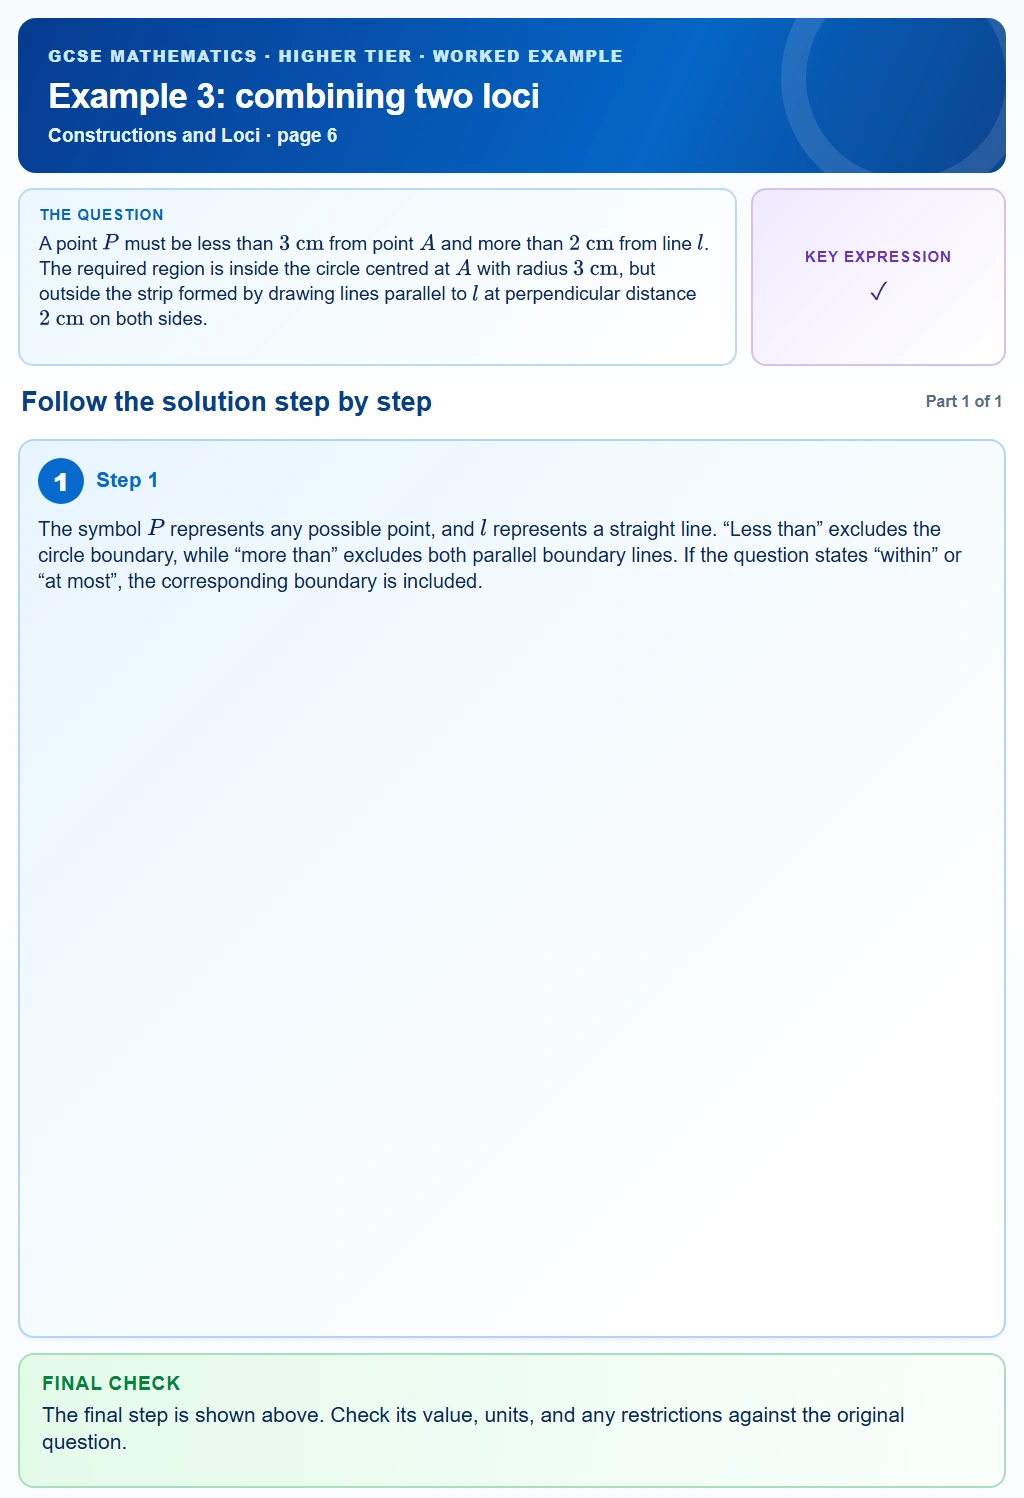 GCSE MATHEMATICS · HIGHER TIER · WORKED EXAMPLE
Example 3: combining two loci
Constructions and Loci · page 6
THE QUESTION
A point P must be less than 3 cm from point A and more than 2 cm from line l.
The required region is inside the circle centred at A with radius 3 cm, but
outside the strip formed by drawing lines parallel to l at perpendicular distance
2 cm on both sides.
KEY EXPRESSION
✓
Follow the solution step by step
Part 1 of 1
1 Step 1
The symbol P represents any possible point, and l represents a straight line. “Less than” excludes the
circle boundary, while “more than” excludes both parallel boundary lines. If the question states “within” or
“at most”, the corresponding boundary is included.
FINAL CHECK
The final step is shown above. Check its value, units, and any restrictions against the original
question.